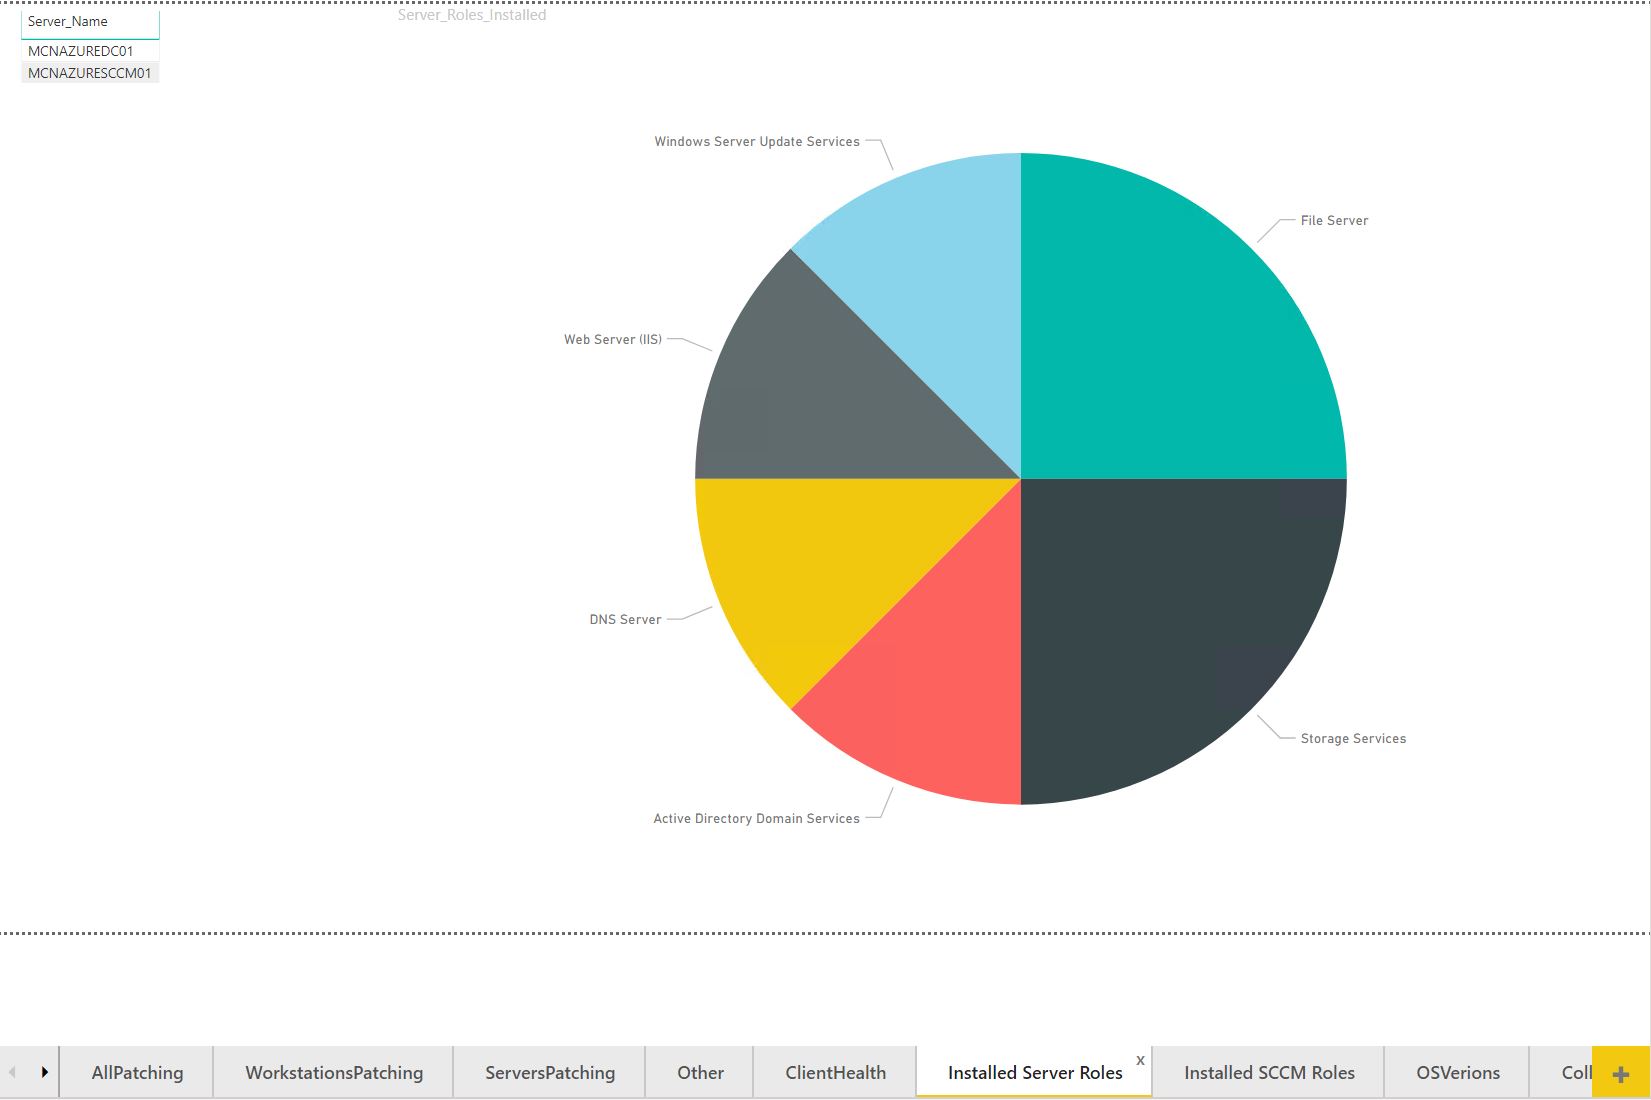 Server_Name
MCNAZUREDC01
MCNAZURESCCM01
Server_Roles_Installed
Windows Server Update Services
File Server
Web Server (IIS)
DNS Server
Storage Services
Active Directory Domain Services
AllPatching
WorkstationsPatching
ServersPatching
Other
ClientHealth
Installed Server Roles
x
Installed SCCM Roles
OSVerions
Coll
+